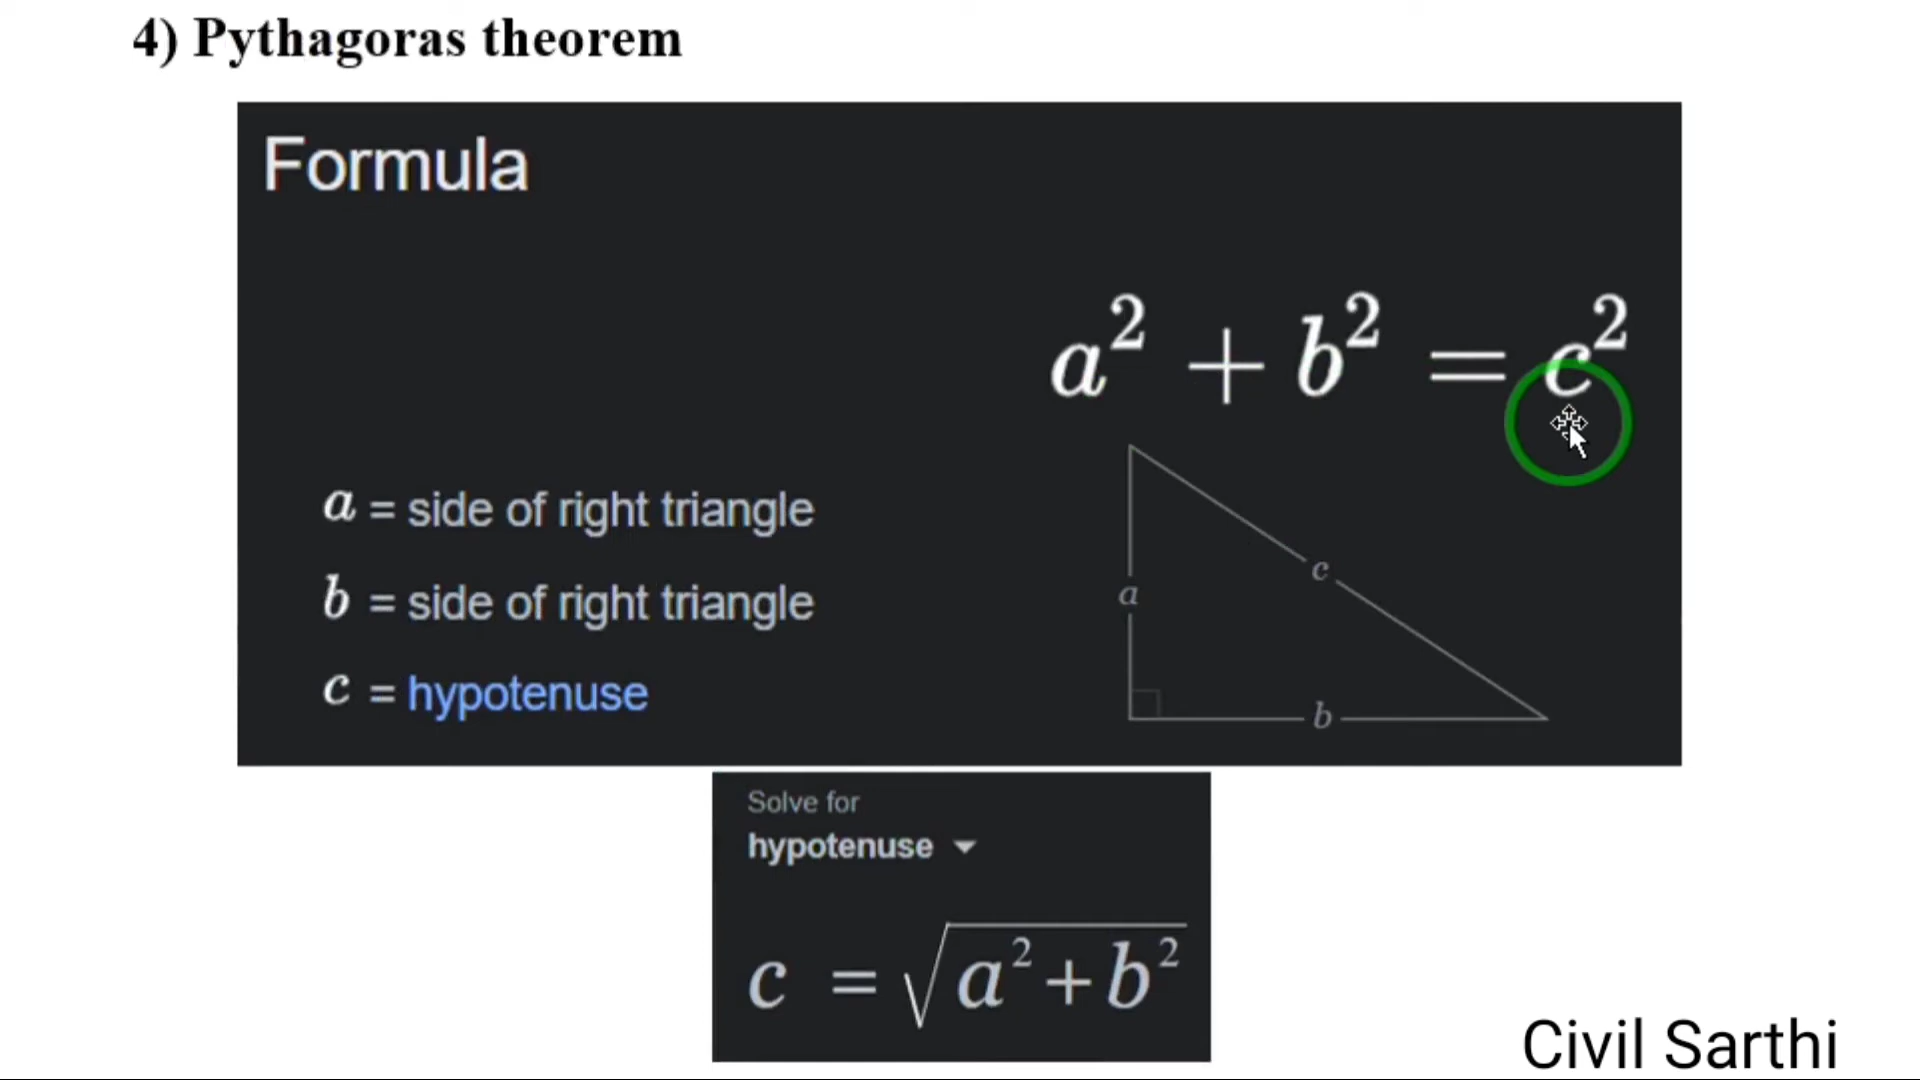 4) Pythagoras theorem
Formula
a² + b² = c²
a = side of right triangle
b = side of right triangle
c = hypotenuse
c
a
b
Solve for
hypotenuse
c = √a²+b²
Civil Sarthi